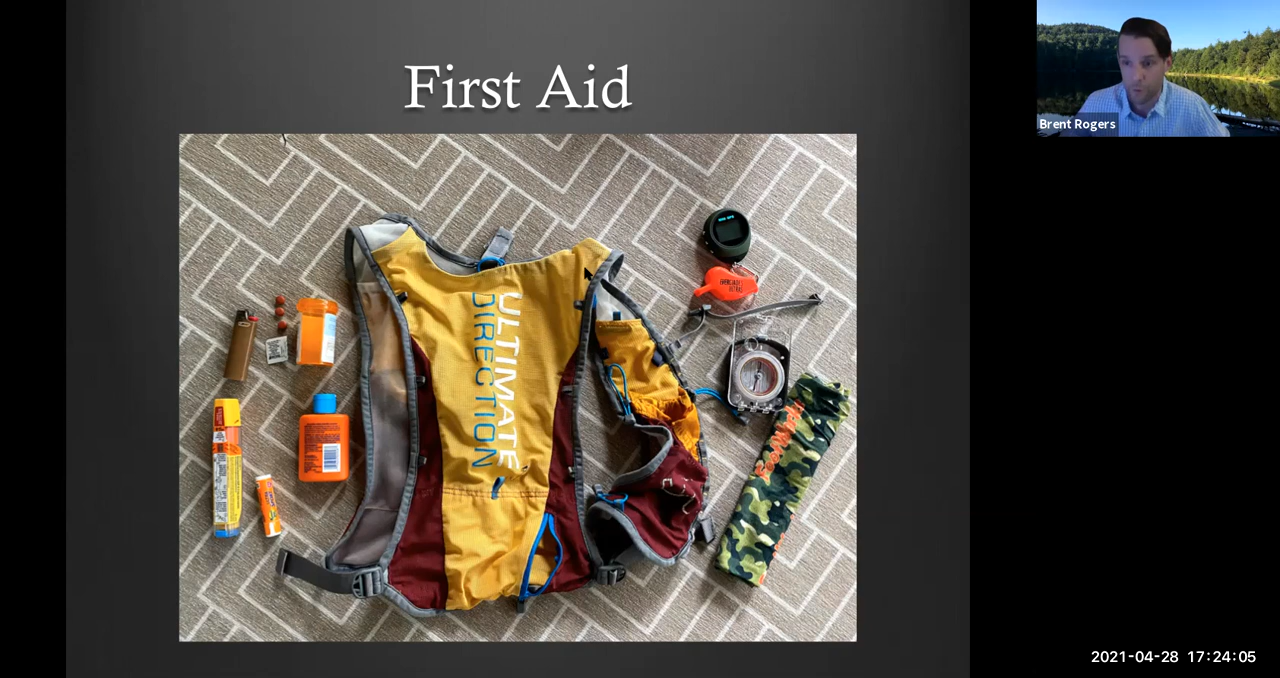 First Aid
Brent Rogers
ULTIMATE
DIRECTION
2021-04-28 17:24:05